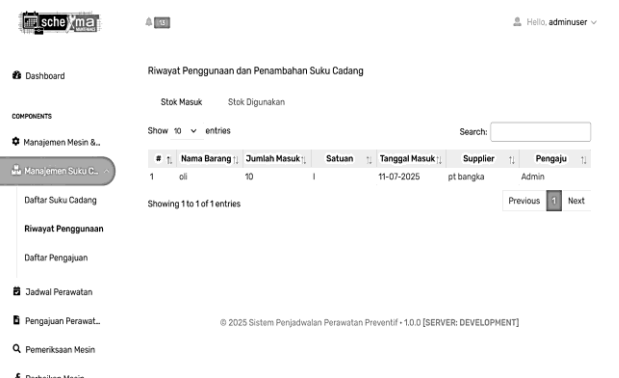 sche ma
13
Hello, adminuser
Dashboard
COMPONENTS
Manajemen Mesin &...
Manajemen Suku C...
Daftar Suku Cadang
Riwayat Penggunaan
Daftar Pengajuan
Jadwal Perawatan
Pengajuan Perawat...
Pemeriksaan Mesin
Perbaikan Mesin
Riwayat Penggunaan dan Penambahan Suku Cadang
Stok Masuk Stok Digunakan
Show 10 entries
Search:
# Nama Barang Jumlah Masuk Satuan Tanggal Masuk Supplier Pengaju
1 oli 10 l 11-07-2025 pt bangka Admin
Showing 1 to 1 of 1 entries
Previous 1 Next
© 2025 Sistem Penjadwalan Perawatan Preventif • 1.0.0 [SERVER: DEVELOPMENT]